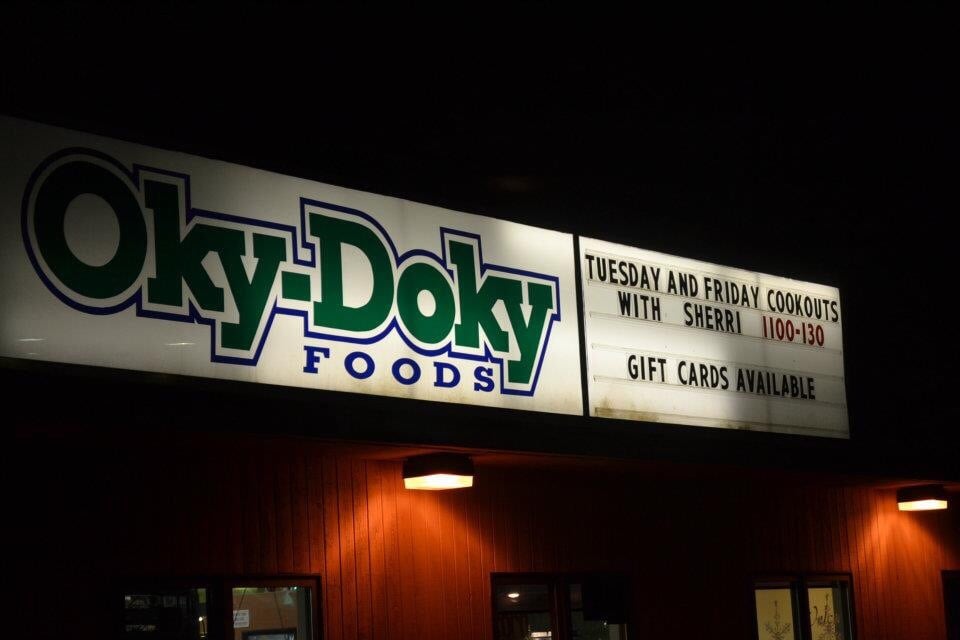 Oky-Doky
FOODS
TUESDAY AND FRIDAY COOKOUTS
WITH SHERRI 1100-130
GIFT CARDS AVAILABLE